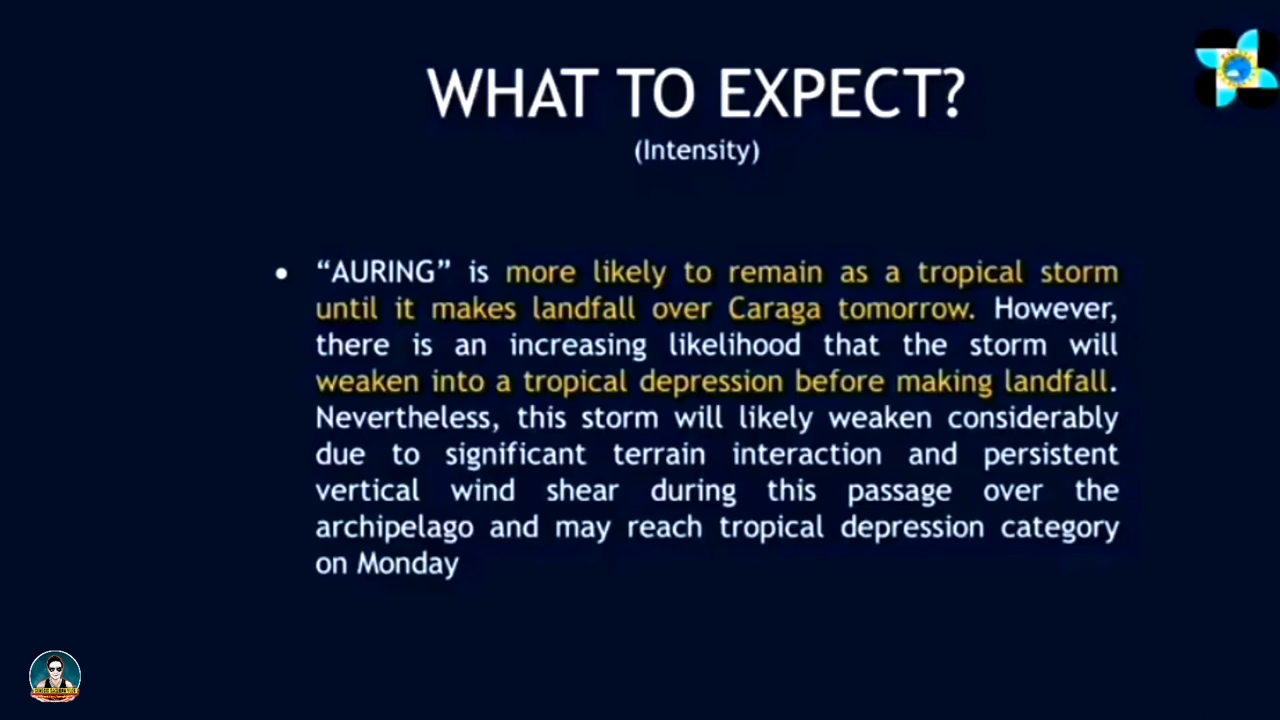 WHAT TO EXPECT?
(Intensity)
• “AURING” is more likely to remain as a tropical storm
until it makes landfall over Caraga tomorrow. However,
there is an increasing likelihood that the storm will
weaken into a tropical depression before making landfall.
Nevertheless, this storm will likely weaken considerably
due to significant terrain interaction and persistent
vertical wind shear during this passage over the
archipelago and may reach tropical depression category
on Monday